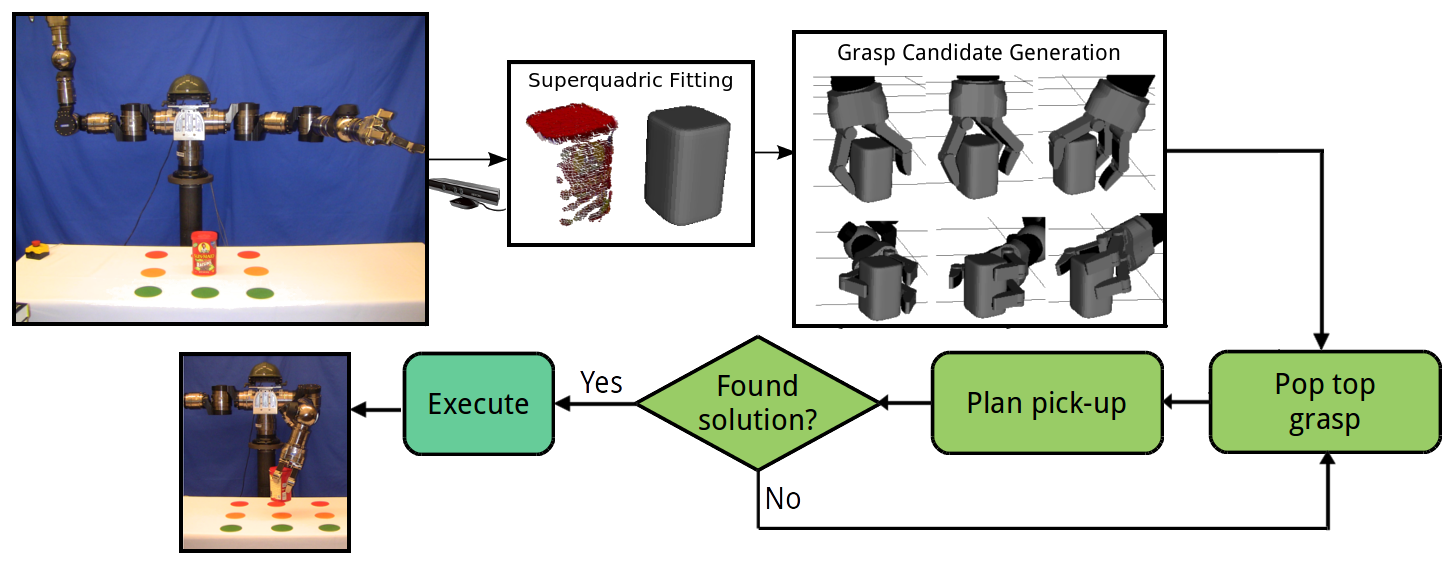 Superquadric Fitting
Grasp Candidate Generation
Pop top
grasp
Plan pick-up
Found
solution?
Yes
Execute
No